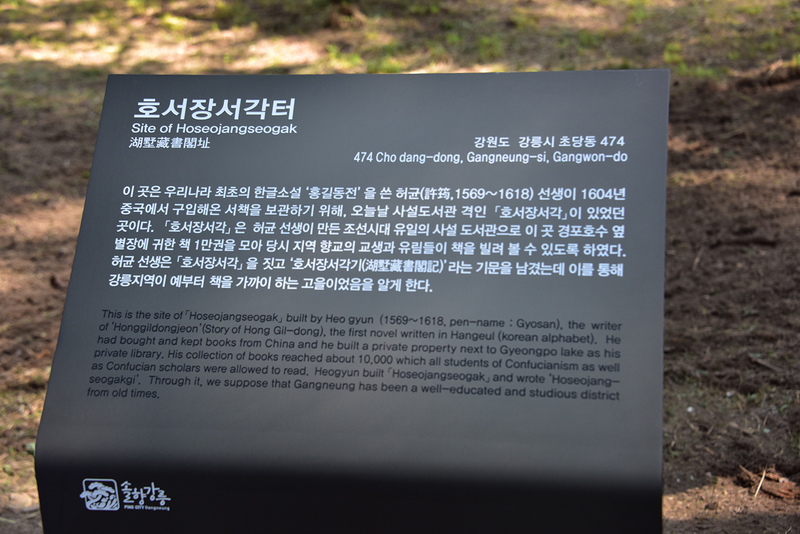 호서장서각터
Site of Hoseojangseogak
湖墅藏書閣址
강원도 강릉시 초당동 474
474 Cho dang-dong, Gangneung-si, Gangwon-do
이 곳은 우리나라 최초의 한글소설 ‘홍길동전’ 을 쓴 허균(許筠,1569～1618) 선생이 1604년
중국에서 구입해온 서책을 보관하기 위해, 오늘날 사설도서관 격인 「호서장서각」이 있었던
곳이다. 「호서장서각」은 허균 선생이 만든 조선시대 유일의 사설 도서관으로 이 곳 경포호수 옆
별장에 귀한 책 1만권을 모아 당시 지역 향교의 교생과 유림들이 책을 빌려 볼 수 있도록 하였다.
허균 선생은 「호서장서각」을 짓고 ‘호서장서각기(湖墅藏書閣記)’라는 기문을 남겼는데 이를 통해
강릉지역이 예부터 책을 가까이 하는 고을이었음을 알게 한다.
This is the site of「Hoseojangseogak」built by Heo gyun (1569～1618, pen-name : Gyosan), the writer
of 'Honggildongjeon'(Story of Hong Gil-dong), the first novel written in Hangeul (korean alphabet). He
had bought and kept books from China and he built a private property next to Gyeongpo lake as his
private library. His collection of books reached about 10,000 which all students of Confucianism as well
as Confucian scholars were allowed to read. Heogyun built「Hoseojangseogak」and wrote 'Hoseojang-
seogakgi'. Through it, we suppose that Gangneung has been a well-educated and studious district
from old times.
솔향강릉
PINE CITY Gangneung